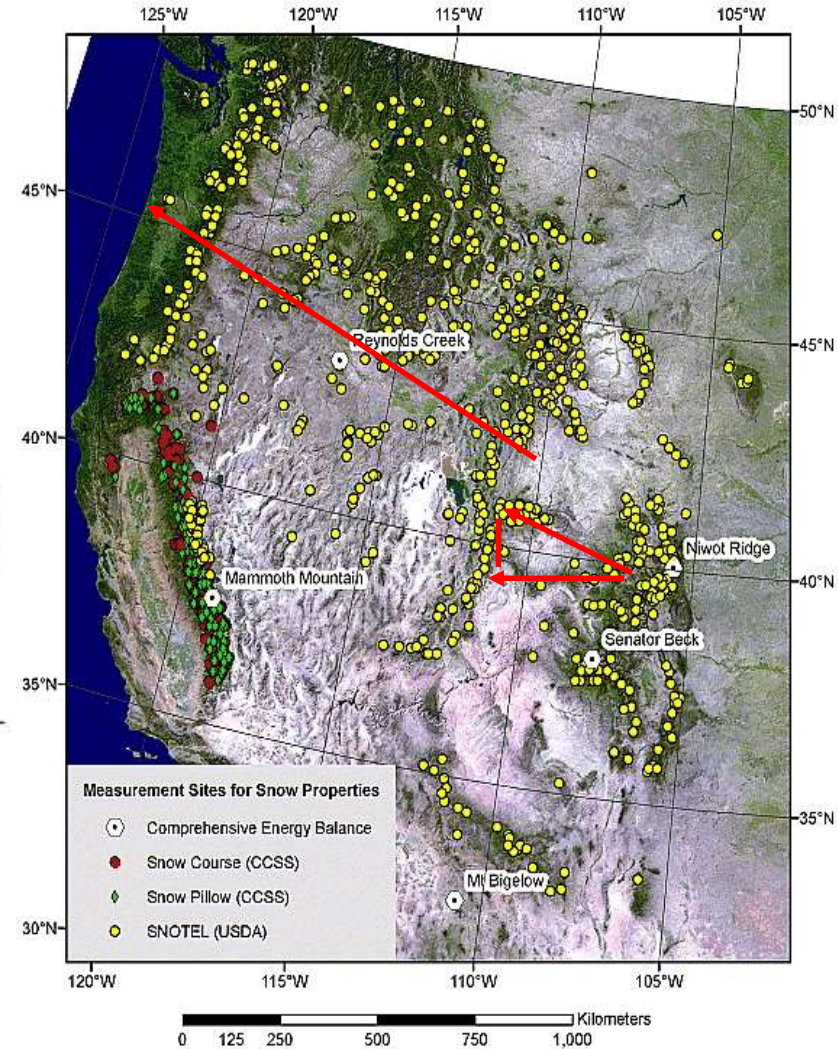 125°W 120°W 115°W 110°W 105°W
50°N
45°N
Reynolds Creek
45°N
40°N
Niwot Ridge
Mammoth Mountain
40°N
Senator Beck
35°N
Measurement Sites for Snow Properties
Comprehensive Energy Balance
35°N
Snow Course (CCSS)
Mt Bigelow
Snow Pillow (CCSS)
30°N
SNOTEL (USDA)
120°W 115°W 110°W 105°W
Kilometers
0 125 250 500 750 1,000